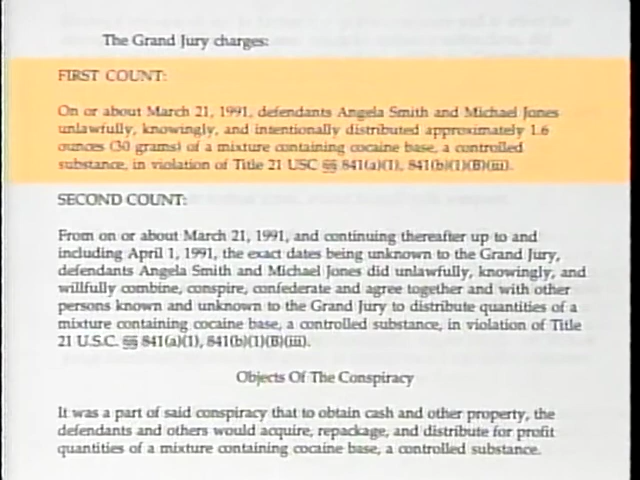 The Grand Jury charges:
FIRST COUNT:
On or about March 21, 1991, defendants Angela Smith and Michael Jones
unlawfully, knowingly, and intentionally distributed approximately 1.6
ounces (30 grams) of a mixture containing cocaine base, a controlled
substance, in violation of Title 21 USC §§ 841(a)(1), 841(b)(1)(B)(iii).
SECOND COUNT:
From on or about March 21, 1991, and continuing thereafter up to and
including April 1, 1991, the exact dates being unknown to the Grand Jury,
defendants Angela Smith and Michael Jones did unlawfully, knowingly, and
willfully combine, conspire, confederate and agree together and with other
persons known and unknown to the Grand Jury to distribute quantities of a
mixture containing cocaine base, a controlled substance, in violation of Title
21 U.S.C. §§ 841(a)(1), 841(b)(1)(B)(iii).
Objects Of The Conspiracy
It was a part of said conspiracy that to obtain cash and other property, the
defendants and others would acquire, repackage, and distribute for profit
quantities of a mixture containing cocaine base, a controlled substance.